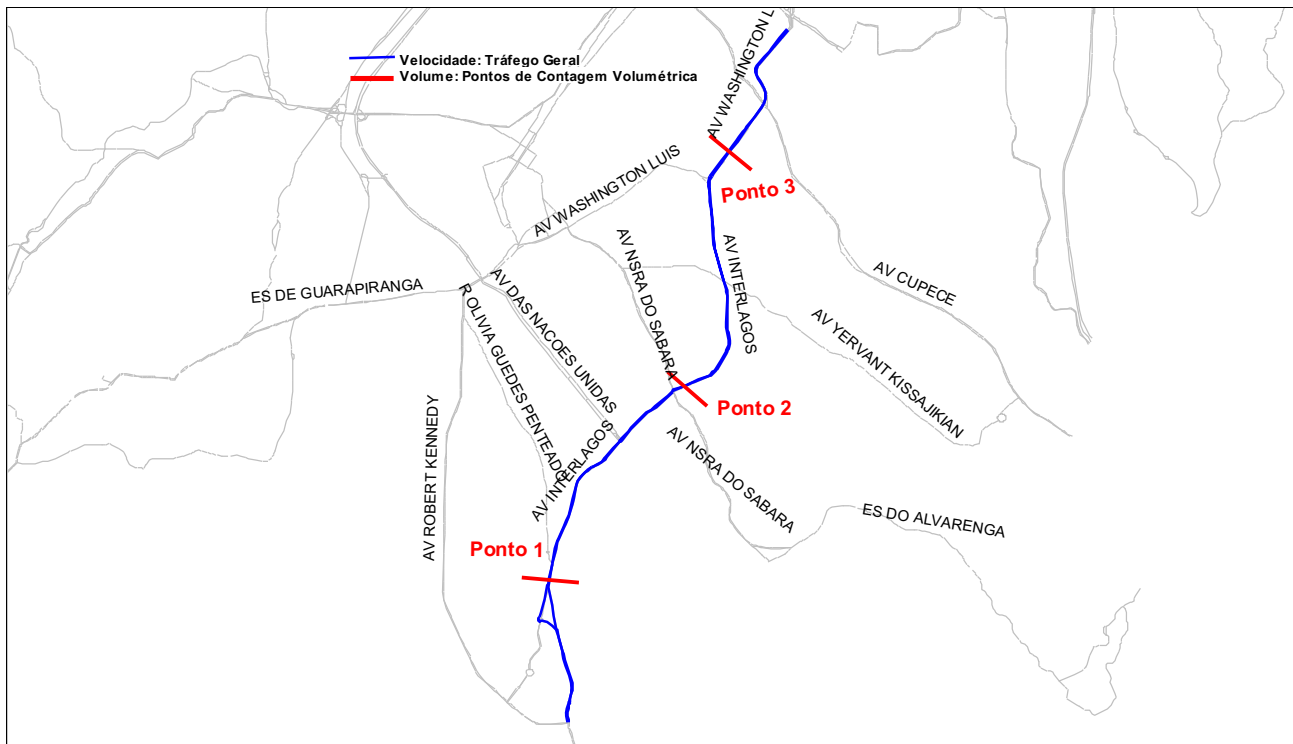 Velocidade: Tráfego Geral
Volume: Pontos de Contagem Volumétrica
AV WASHINGTON L
AV WASHINGTON LUIS
Ponto 3
AV NSRA DO SABARA
AV INTERLAGOS
AV CUPECE
ES DE GUARAPIRANGA
AV DAS NACOES UNIDAS
R OLIVIA GUEDES PENTEADO
AV YERVANT KISSAJIKIAN
Ponto 2
AV ROBERT KENNEDY
AV INTERLAGOS
AV NSRA DO SABARA
ES DO ALVARENGA
Ponto 1